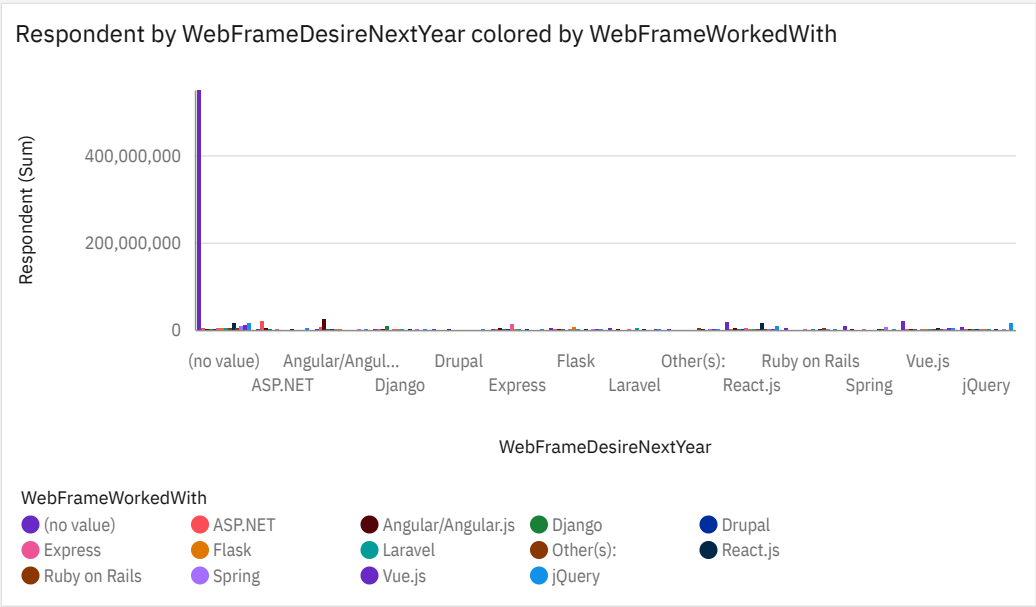 Respondent by WebFrameDesireNextYear colored by WebFrameWorkedWith
Respondent (Sum)
400,000,000
200,000,000
0
(no value) Angular/Angul... Drupal Flask Other(s): Ruby on Rails Vue.js
ASP.NET Django Express Laravel React.js Spring jQuery
WebFrameDesireNextYear
WebFrameWorkedWith
(no value) ASP.NET Angular/Angular.js Django Drupal
Express Flask Laravel Other(s): React.js
Ruby on Rails Spring Vue.js jQuery